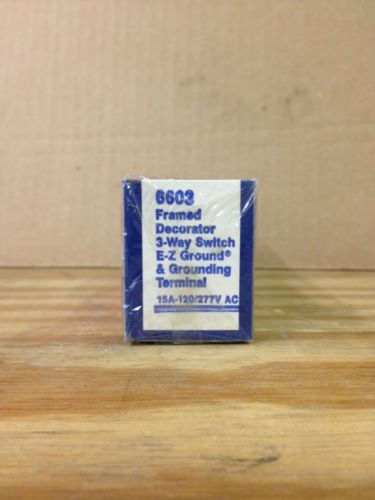 6603
Framed
Decorator
3-Way Switch
E-Z Ground®
& Grounding
Terminal
15A-120/277V AC